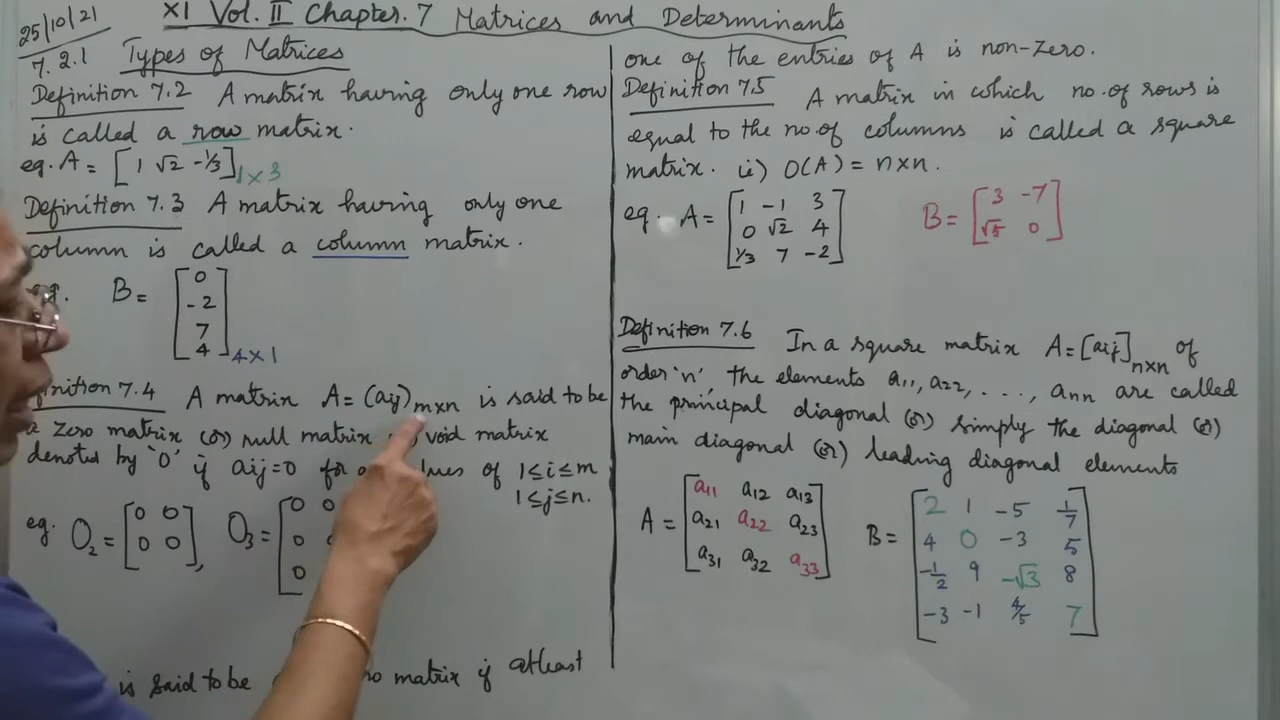 25/10/21
XI Vol. II Chapter. 7 Matrices and Determinants
7.2.1 Types of Matrices
Definition 7.2 A matrix having only one row
is called a row matrix.
eg. A = [1 √2 -1/3] 1×3
Definition 7.3 A matrix having only one
column is called a column matrix.
B =
0
-2
7
4
4×1
7.4 A matrix A = (aij) m×n is said to be
a zero matrix (or) null matrix void matrix
denoted by 'O' if aij=0 for of 1≤i≤m
1≤j≤n.
eg. O2 = [0 0
0 0], O3 = [0 0
0
0
is said to be matrix if atleast
one of the entries of A is non-zero.
Definition 7.5 A matrix in which no. of rows is
equal to the no of columns is called a square
matrix. ie) O(A) = n×n.
eg. A =
1 -1 3
0 √2 4
1/3 7 -2
B =
3 -7
√5 0
Definition 7.6 In a square matrix A = [aij] n×n of
order 'n', the elements a11, a22, ..., ann are called
the principal diagonal (or) simply the diagonal (or)
main diagonal (or) leading diagonal elements
A =
a11 a12 a13
a21 a22 a23
a31 a32 a33
B =
2 1 -5 1/7
4 0 -3 5
-1/2 9 -√3 8
-3 -1 4/5 7